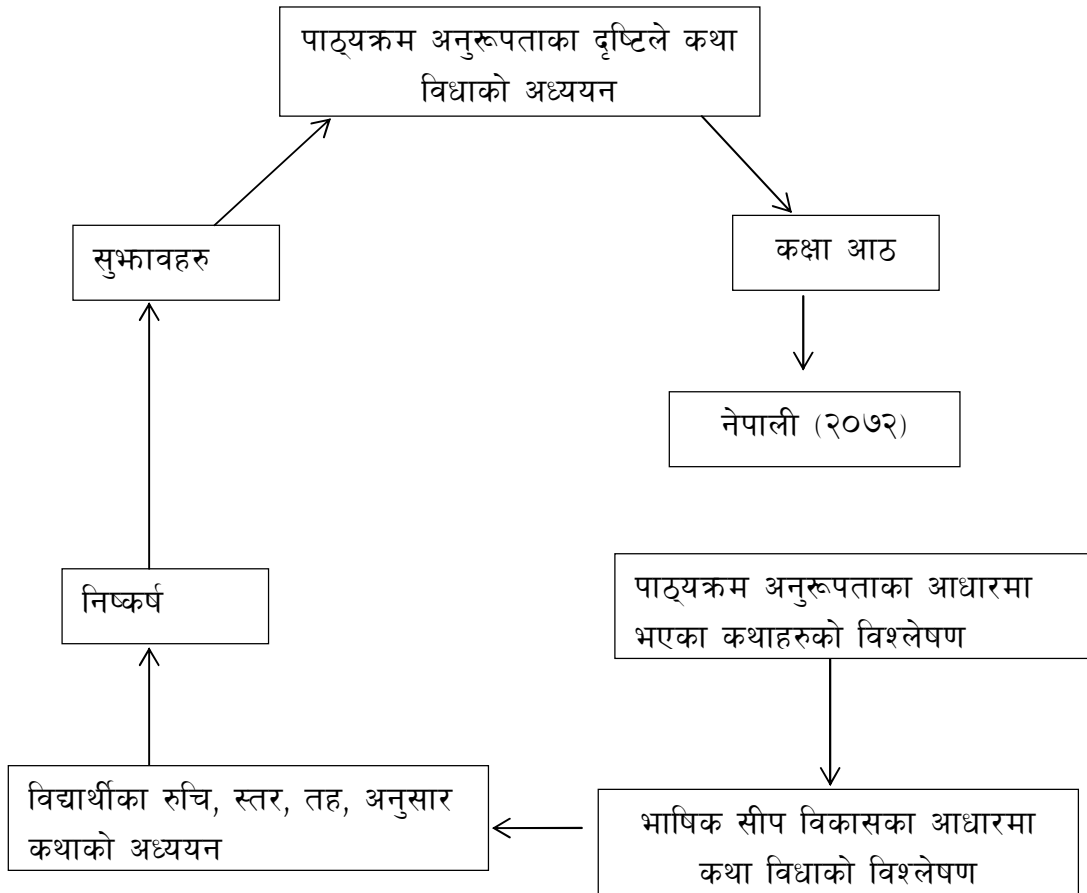 पाठ्यक्रम अनुरूपताका दृष्टिले कथा
विधाको अध्ययन
सुझावहरु
कक्षा आठ
नेपाली (२०७२)
पाठ्यक्रम अनुरूपताका आधारमा
भएका कथाहरुको विश्लेषण
निष्कर्ष
विद्यार्थीका रुचि, स्तर, तह, अनुसार
कथाको अध्ययन
भाषिक सीप विकासका आधारमा
कथा विधाको विश्लेषण